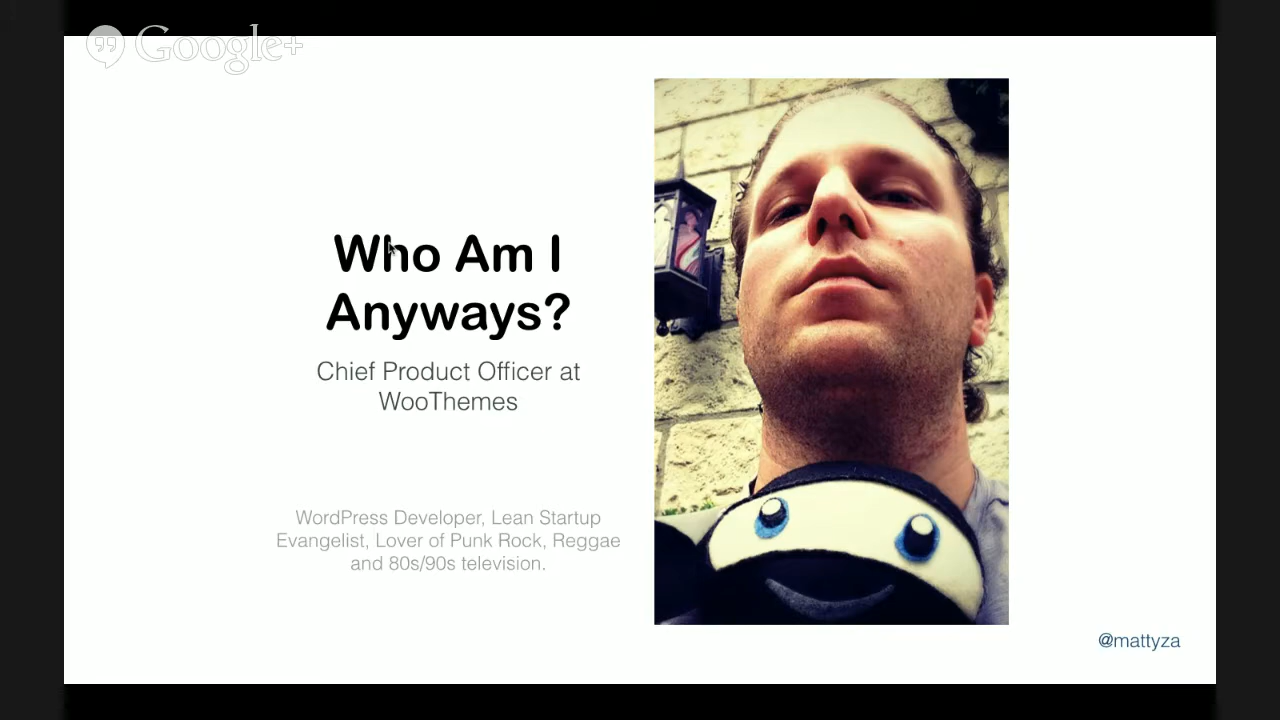 Google+
Who Am I
Anyways?
Chief Product Officer at
WooThemes
WordPress Developer, Lean Startup
Evangelist, Lover of Punk Rock, Reggae
and 80s/90s television.
@mattyza